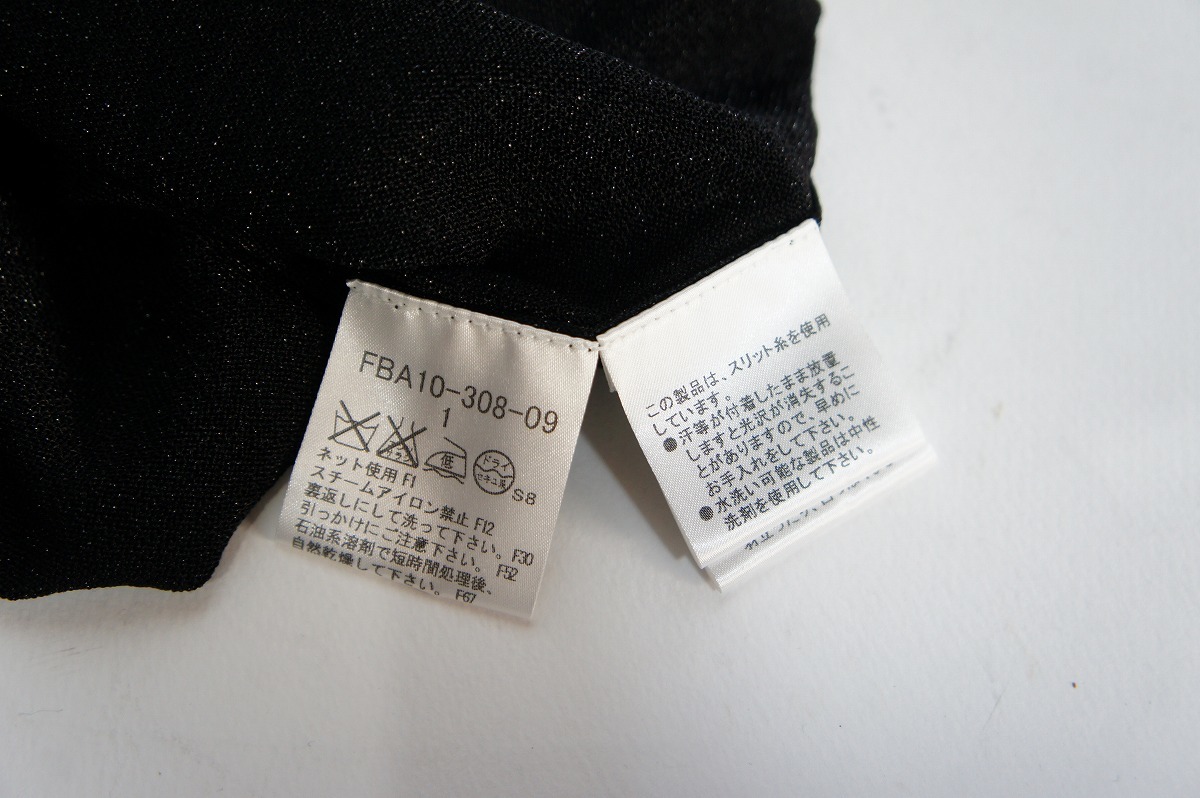 FBA10-308-09
1
低 ドライ セキユ系 S8
ネット使用 F1
スチームアイロン禁止 F12
裏返しにして洗って下さい。 F30
引っかけにご注意下さい。 F52
石油系溶剤で短時間処理後、
自然乾燥して下さい。 F67
この製品は、スリット糸を使用
しています。
●汗等が付着したまま放置
しますと光沢が消失するこ
とがありますので、早めに
お手入れをして下さい。
●水洗い可能な製品は中性
洗剤を使用して下さい。